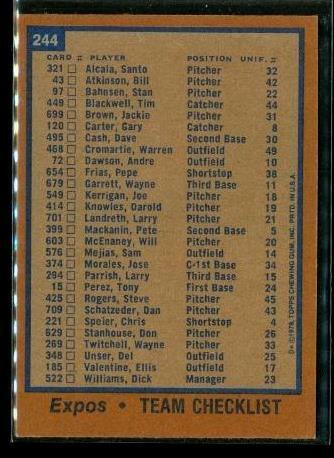 244
CARD # PLAYER POSITION UNIF. #
321 Alcala, Santo Pitcher 32
43 Atkinson, Bill Pitcher 42
97 Bahnsen, Stan Pitcher 22
449 Blackwell, Tim Catcher 44
699 Brown, Jackie Pitcher 31
120 Carter, Gary Catcher 8
495 Cash, Dave Second Base 30
468 Cromartie, Warren Outfield 49
72 Dawson, Andre Outfield 10
654 Frias, Pepe Shortstop 38
679 Garrett, Wayne Third Base 11
549 Kerrigan, Joe Pitcher 18
414 Knowles, Darold Pitcher 19
701 Landreth, Larry Pitcher 21
399 Mackanin, Pete Second Base 5
603 McEnaney, Will Pitcher 20
576 Mejias, Sam Outfield 14
374 Morales, Jose C-1st Base 34
294 Parrish, Larry Third Base 15
15 Perez, Tony First Base 24
425 Rogers, Steve Pitcher 45
709 Schatzeder, Dan Pitcher 43
221 Speier, Chris Shortstop 4
629 Stanhouse, Don Pitcher 26
269 Twitchell, Wayne Pitcher 33
348 Unser, Del Outfield 25
185 Valentine, Ellis Outfield 17
522 Williams, Dick Manager 23
© 1978, TOPPS CHEWING GUM, INC. PRTD. IN U.S.A.
Expos • TEAM CHECKLIST